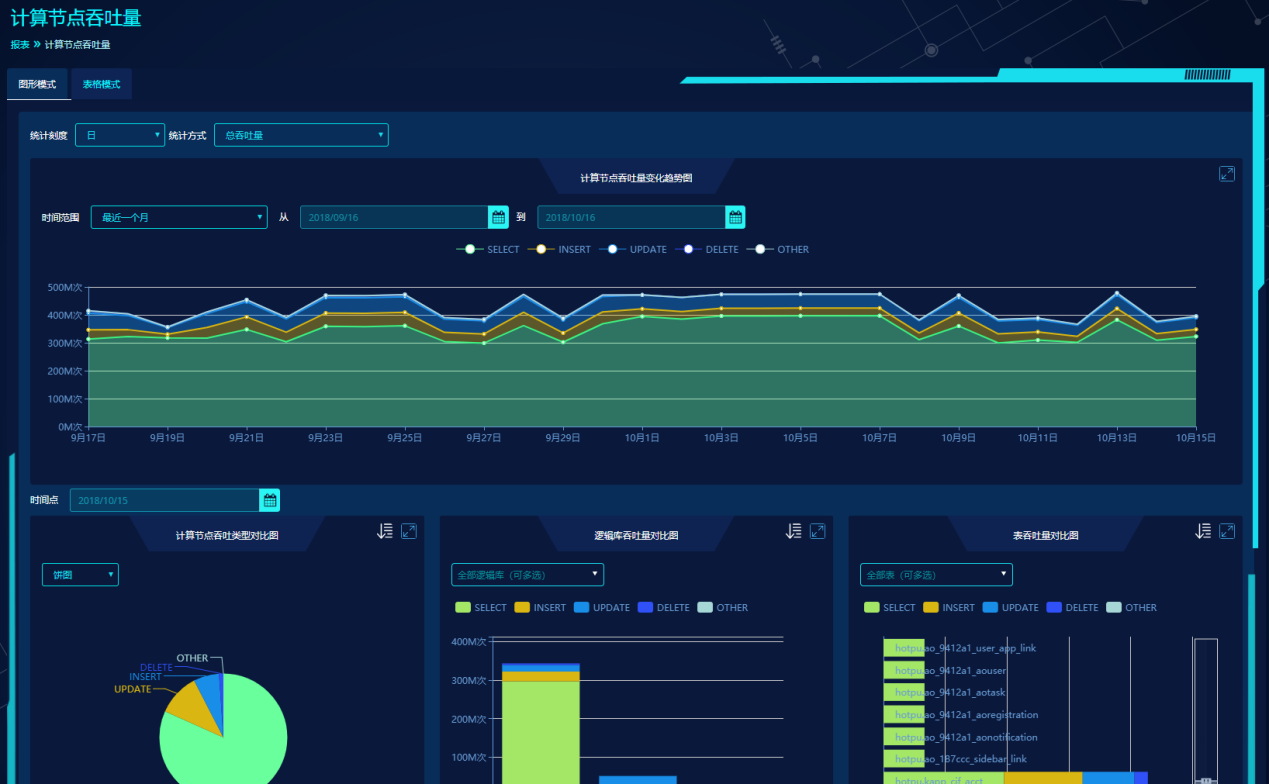 计算节点吞吐量
报表 » 计算节点吞吐量
图形模式 表格模式
统计刻度 日 统计方式 总吞吐量
计算节点吞吐量变化趋势图
时间范围 最近一个月 从 2018/09/16 到 2018/10/16
SELECT INSERT UPDATE DELETE OTHER
500M次
400M次
300M次
200M次
100M次
0M次
9月17日 9月19日 9月21日 9月23日 9月25日 9月27日 9月29日 10月1日 10月3日 10月5日 10月7日 10月9日 10月11日 10月13日 10月15日
时间点 2018/10/15
计算节点吞吐类型对比图
饼图
OTHER
DELETE
INSERT
UPDATE
逻辑库吞吐量对比图
全部逻辑库（可多选）
SELECT INSERT UPDATE DELETE OTHER
400M次
300M次
200M次
100M次
表吞吐量对比图
全部表（可多选）
SELECT INSERT UPDATE DELETE OTHER
hotpu.ao_9412a1_user_app_link
hotpu.ao_9412a1_aouser
hotpu.ao_9412a1_aotask
hotpu.ao_9412a1_aoregistration
hotpu.ao_9412a1_aonotification
hotpu.ao_187ccc_sidebar_link
hotpu.kapp_cif_acct